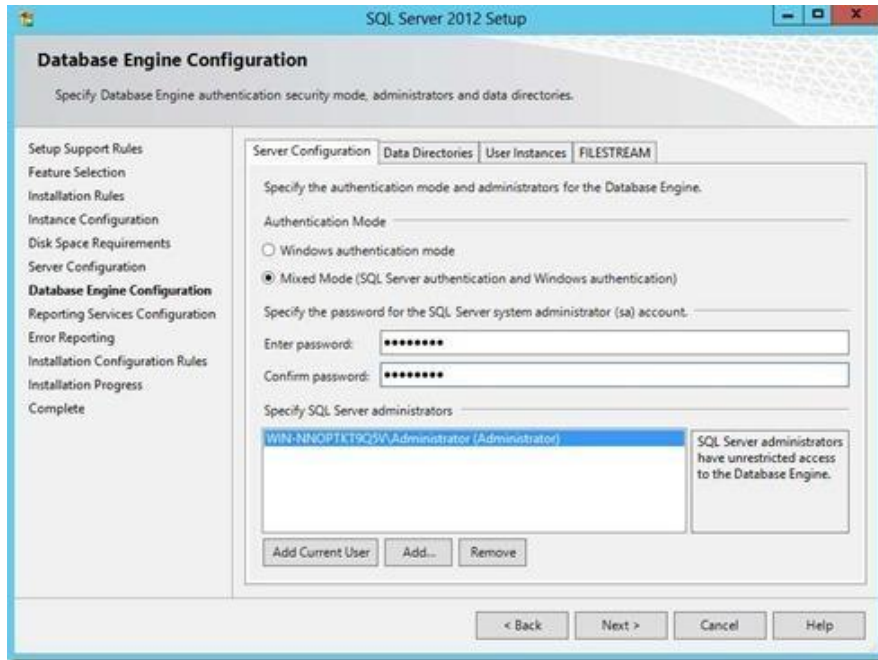 SQL Server 2012 Setup
Database Engine Configuration
Specify Database Engine authentication security mode, administrators and data directories.
Setup Support Rules
Feature Selection
Installation Rules
Instance Configuration
Disk Space Requirements
Server Configuration
Database Engine Configuration
Reporting Services Configuration
Error Reporting
Installation Configuration Rules
Installation Progress
Complete
Server Configuration Data Directories User Instances FILESTREAM
Specify the authentication mode and administrators for the Database Engine.
Authentication Mode
Windows authentication mode
Mixed Mode (SQL Server authentication and Windows authentication)
Specify the password for the SQL Server system administrator (sa) account.
Enter password: ●●●●●●●●
Confirm password: ●●●●●●●●
Specify SQL Server administrators
WIN-NNOPTKT9Q5V\Administrator (Administrator)
SQL Server administrators
have unrestricted access
to the Database Engine.
Add Current User Add... Remove
< Back Next > Cancel Help